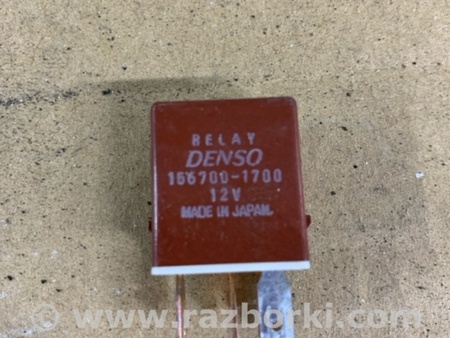 RELAY
DENSO
156700-1700
12V
MADE IN JAPAN.
www.razborki.com